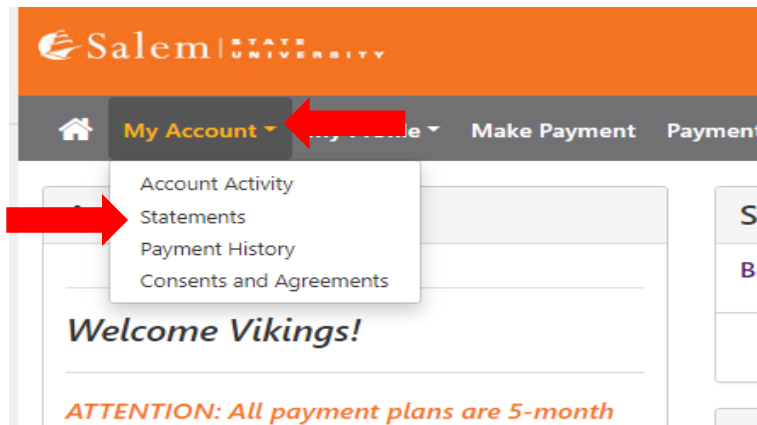 Salem STATE UNIVERSITY
My Account Make Payment Payment
Account Activity
Statements
Payment History
Consents and Agreements
Welcome Vikings!
ATTENTION: All payment plans are 5-month